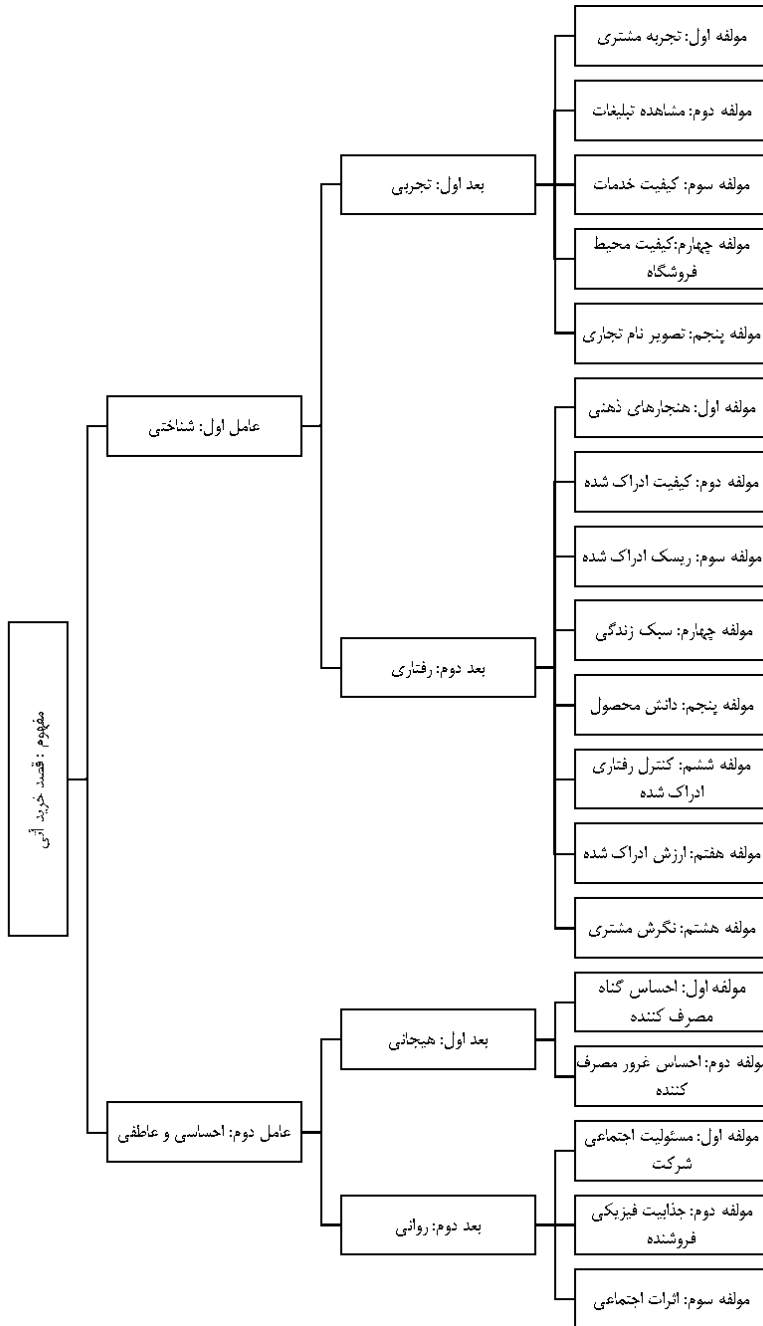 مفهوم : قصد خرید آتی
عامل اول: شناختی
بعد اول: تجربی
مولفه اول: تجربه مشتری
مولفه دوم: مشاهده تبلیغات
مولفه سوم: کیفیت خدمات
مولفه چهارم:کیفیت محیط
فروشگاه
مولفه پنجم: تصویر نام تجاری
بعد دوم: رفتاری
مولفه اول: هنجارهای ذهنی
مولفه دوم: کیفیت ادراک شده
مولفه سوم: ریسک ادراک شده
مولفه چهارم: سبک زندگی
مولفه پنجم: دانش محصول
مولفه ششم: کنترل رفتاری
ادراک شده
مولفه هفتم: ارزش ادراک شده
مولفه هشتم: نگرش مشتری
عامل دوم: احساسی و عاطفی
بعد اول: هیجانی
مولفه اول: احساس گناه
مصرف کننده
مولفه دوم: احساس غرور مصرف
کننده
بعد دوم: روانی
مولفه اول: مسئولیت اجتماعی
شرکت
مولفه دوم: جذابیت فیزیکی
فروشنده
مولفه سوم: اثرات اجتماعی